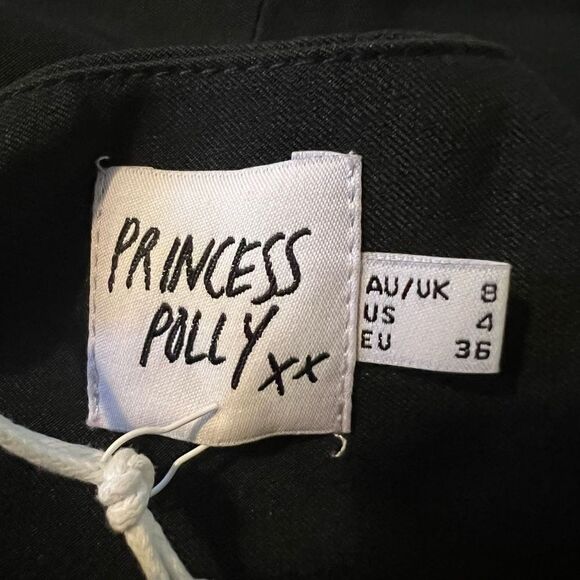 PRINCESS
POLLY xx
AU/UK 8
US 4
EU 36